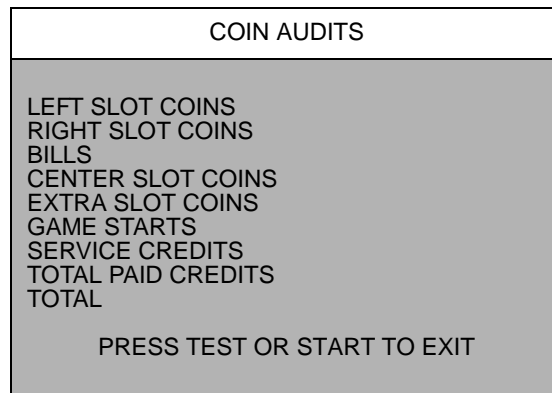 COIN AUDITS
LEFT SLOT COINS
RIGHT SLOT COINS
BILLS
CENTER SLOT COINS
EXTRA SLOT COINS
GAME STARTS
SERVICE CREDITS
TOTAL PAID CREDITS
TOTAL
PRESS TEST OR START TO EXIT